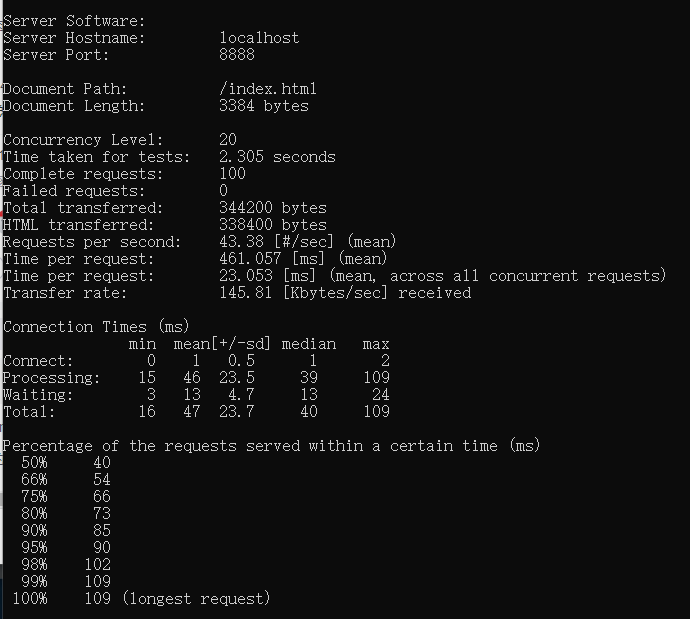 Server Software:
Server Hostname: localhost
Server Port: 8888
Document Path: /index.html
Document Length: 3384 bytes
Concurrency Level: 20
Time taken for tests: 2.305 seconds
Complete requests: 100
Failed requests: 0
Total transferred: 344200 bytes
HTML transferred: 338400 bytes
Requests per second: 43.38 [#/sec] (mean)
Time per request: 461.057 [ms] (mean)
Time per request: 23.053 [ms] (mean, across all concurrent requests)
Transfer rate: 145.81 [Kbytes/sec] received
Connection Times (ms)
min mean[+/-sd] median max
Connect: 0 1 0.5 1 2
Processing: 15 46 23.5 39 109
Waiting: 3 13 4.7 13 24
Total: 16 47 23.7 40 109
Percentage of the requests served within a certain time (ms)
50% 40
66% 54
75% 66
80% 73
90% 85
95% 90
98% 102
99% 109
100% 109 (longest request)